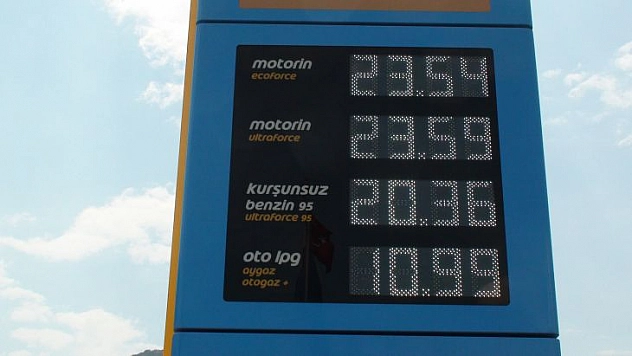 motorin 23.54
ecoforce
motorin 23.59
ultraforce
kurşunsuz
benzin 95 20.36
ultraforce 95
oto lpg 10.99
aygaz
otogaz +